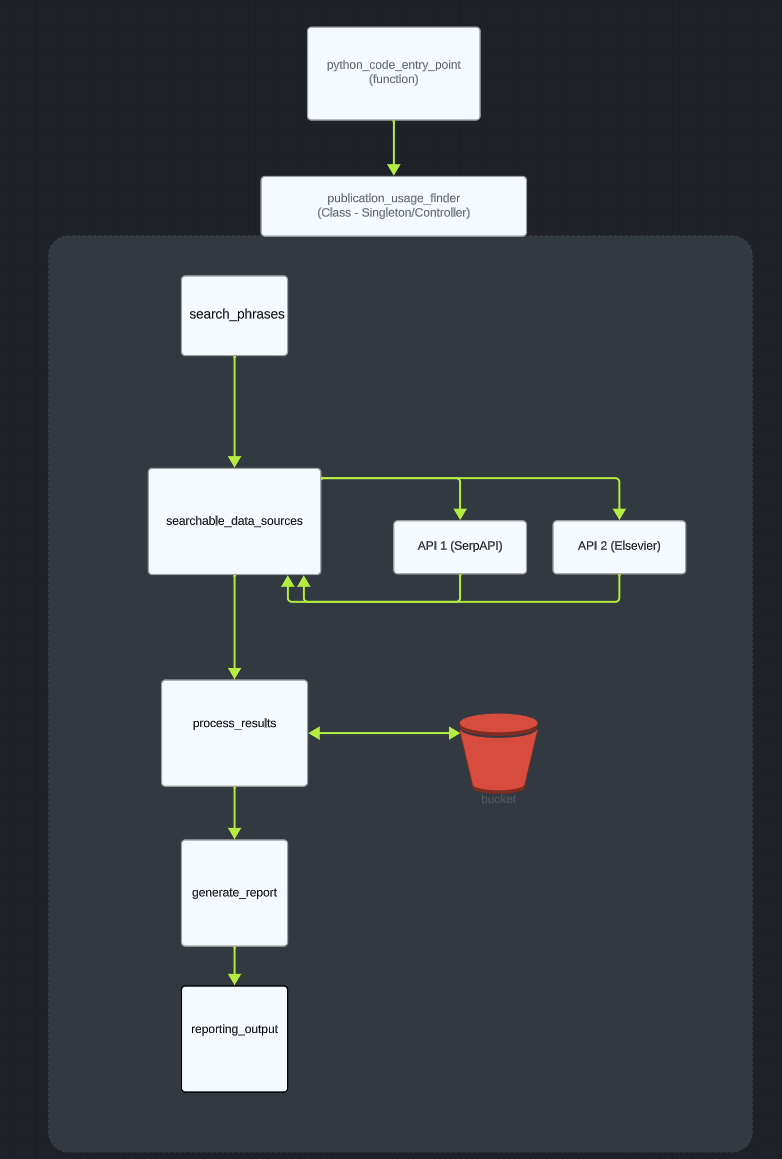 python_code_entry_point
(function)
publication_usage_finder
(Class - Singleton/Controller)
search_phrases
searchable_data_sources
API 1 (SerpAPI)
API 2 (Elsevier)
process_results
bucket
generate_report
reporting_output